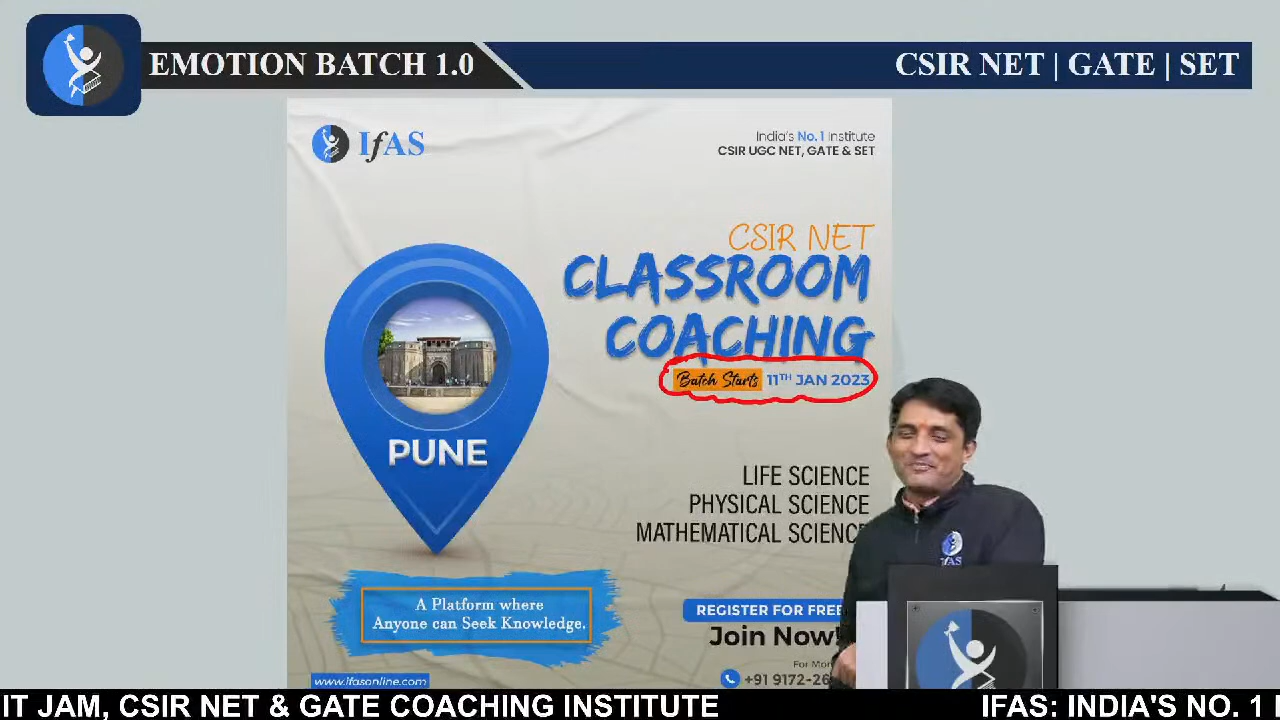 EMOTION BATCH 1.0
CSIR NET | GATE | SET
IfAS
India's No. 1 Institute
CSIR UGC NET, GATE & SET
CSIR NET
CLASSROOM
COACHING
Batch Starts 11TH JAN 2023
PUNE
LIFE SCIENCE
PHYSICAL SCIENCE
MATHEMATICAL SCIENC
A Platform where
Anyone can Seek Knowledge.
REGISTER FOR FREE
Join Now!
For Mor
+91 9172-26
www.ifasonline.com
IfAS
IT JAM, CSIR NET & GATE COACHING INSTITUTE
IFAS: INDIA'S NO. 1